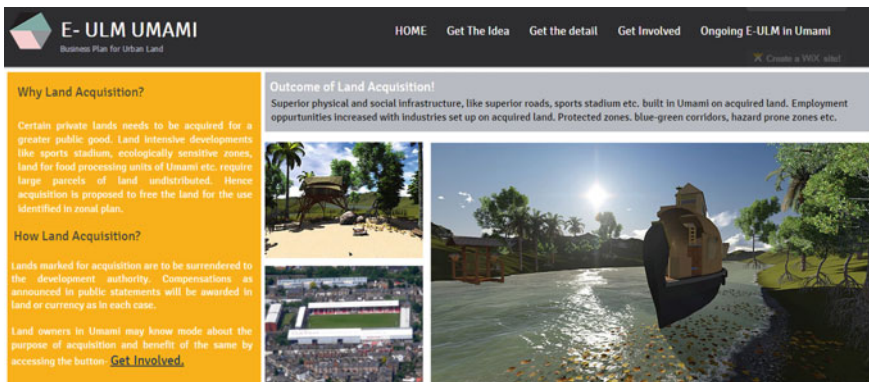 E- ULM UMAMI
Business Plan for Urban Land
HOME Get The Idea Get the detail Get Involved Ongoing E-ULM in Umami
X Create a WiX site!
Why Land Acquisition?
Certain private lands needs to be acquired for a
greater public good. Land intensive developments
like sports stadium, ecologically sensitive zones,
land for food processing units of Umami etc. require
large parcels of land undistributed. Hence
acquisition is proposed to free the land for the use
identified in zonal plan.
How Land Acquisition?
Lands marked for acquisition are to be surrendered to
the development authority. Compensations as
announced in public statements will be awarded in
land or currency as in each case.
Land owners in Umami may know mode about the
purpose of acquisition and benefit of the same by
accessing the button- Get Involved.
Outcome of Land Acquisition!
Superior physical and social infrastructure, like superior roads, sports stadium etc. built in Umami on acquired land. Employment
oppurtunities increased with industries set up on acquired land. Protected zones. blue-green corridors, hazard prone zones etc.